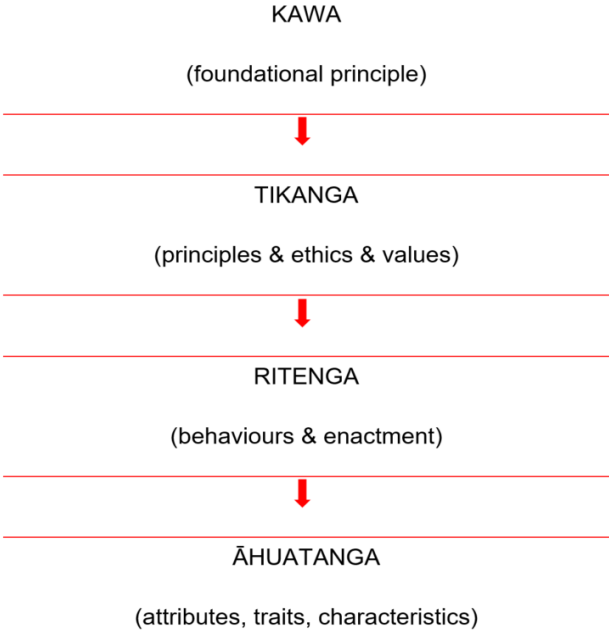 KAWA
(foundational principle)
TIKANGA
(principles & ethics & values)
RITENGA
(behaviours & enactment)
ĀHUATANGA
(attributes, traits, characteristics)